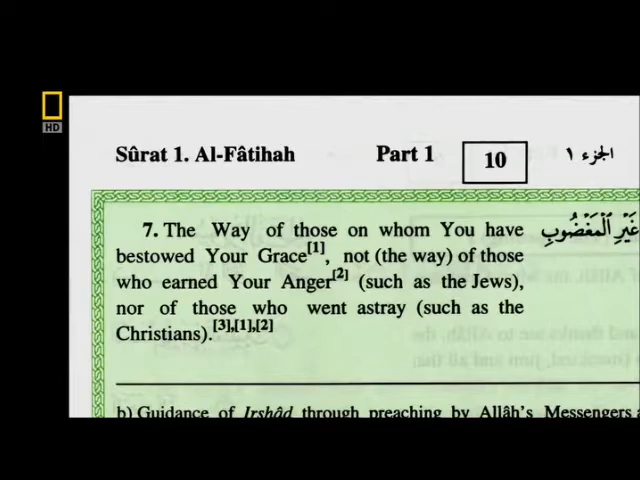 HD
Sûrat 1. Al-Fâtihah Part 1 10 الجزء ١
7. The Way of those on whom You have غَيْرِ ٱلْمَغْضُوبِ
bestowed Your Grace[1], not (the way) of those
who earned Your Anger[2] (such as the Jews),
nor of those who went astray (such as the
Christians).[3],[1],[2]
b) Guidance of Irshâd through preaching by Allâh's Messengers